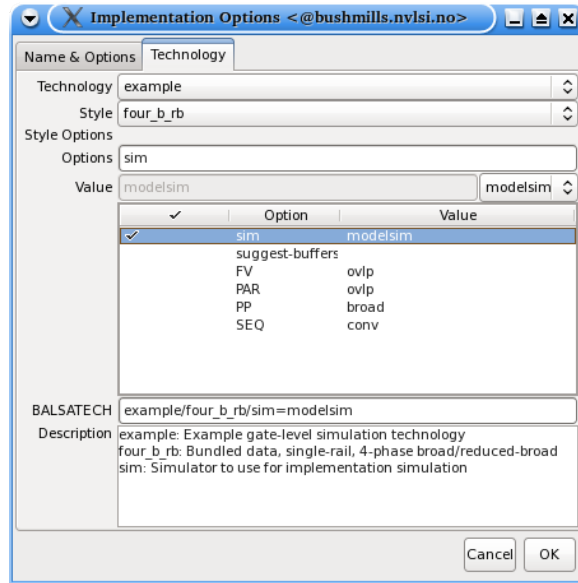 Implementation Options <@bushmills.nvlsi.no>
Name & Options Technology
Technology example
Style four_b_rb
Style Options
Options sim
Value modelsim modelsim
✓ Option Value
✓ sim modelsim
suggest-buffers
FV ovlp
PAR ovlp
PP broad
SEQ conv
BALSATECH example/four_b_rb/sim=modelsim
Description example: Example gate-level simulation technology
four_b_rb: Bundled data, single-rail, 4-phase broad/reduced-broad
sim: Simulator to use for implementation simulation
Cancel OK